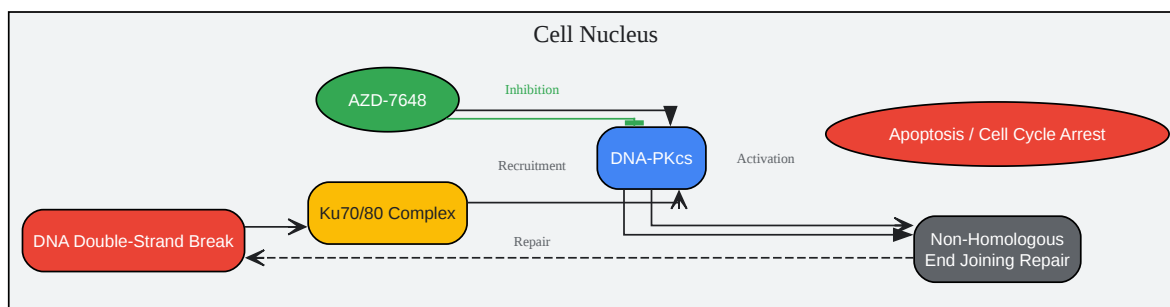 Cell Nucleus
AZD-7648
Inhibition
Apoptosis / Cell Cycle Arrest
DNA-PKcs
Recruitment
Activation
Ku70/80 Complex
DNA Double-Strand Break
Repair
Non-Homologous
End Joining Repair